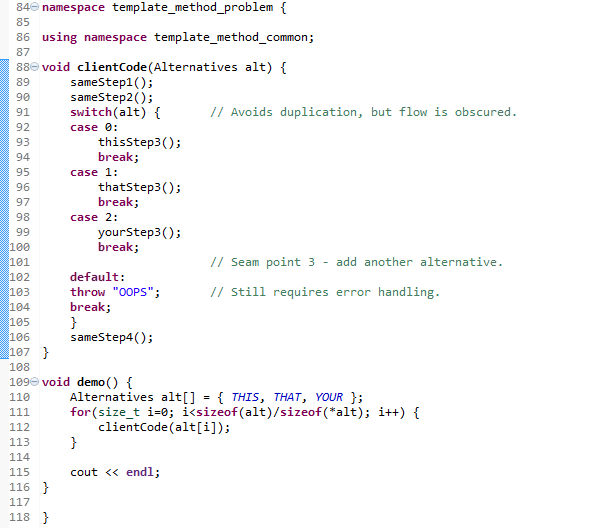 84 namespace template_method_problem {
85
86 using namespace template_method_common;
87
88 void clientCode(Alternatives alt) {
89     sameStep1();
90     sameStep2();
91     switch(alt) {       // Avoids duplication, but flow is obscured.
92     case 0:
93         thisStep3();
94         break;
95     case 1:
96         thatStep3();
97         break;
98     case 2:
99         yourStep3();
100         break;
101                         // Seam point 3 - add another alternative.
102     default:
103     throw "OOPS";       // Still requires error handling.
104     break;
105     }
106     sameStep4();
107 }
108
109 void demo() {
110     Alternatives alt[] = { THIS, THAT, YOUR };
111     for(size_t i=0; i<sizeof(alt)/sizeof(*alt); i++) {
112         clientCode(alt[i]);
113     }
114
115     cout << endl;
116 }
117
118 }